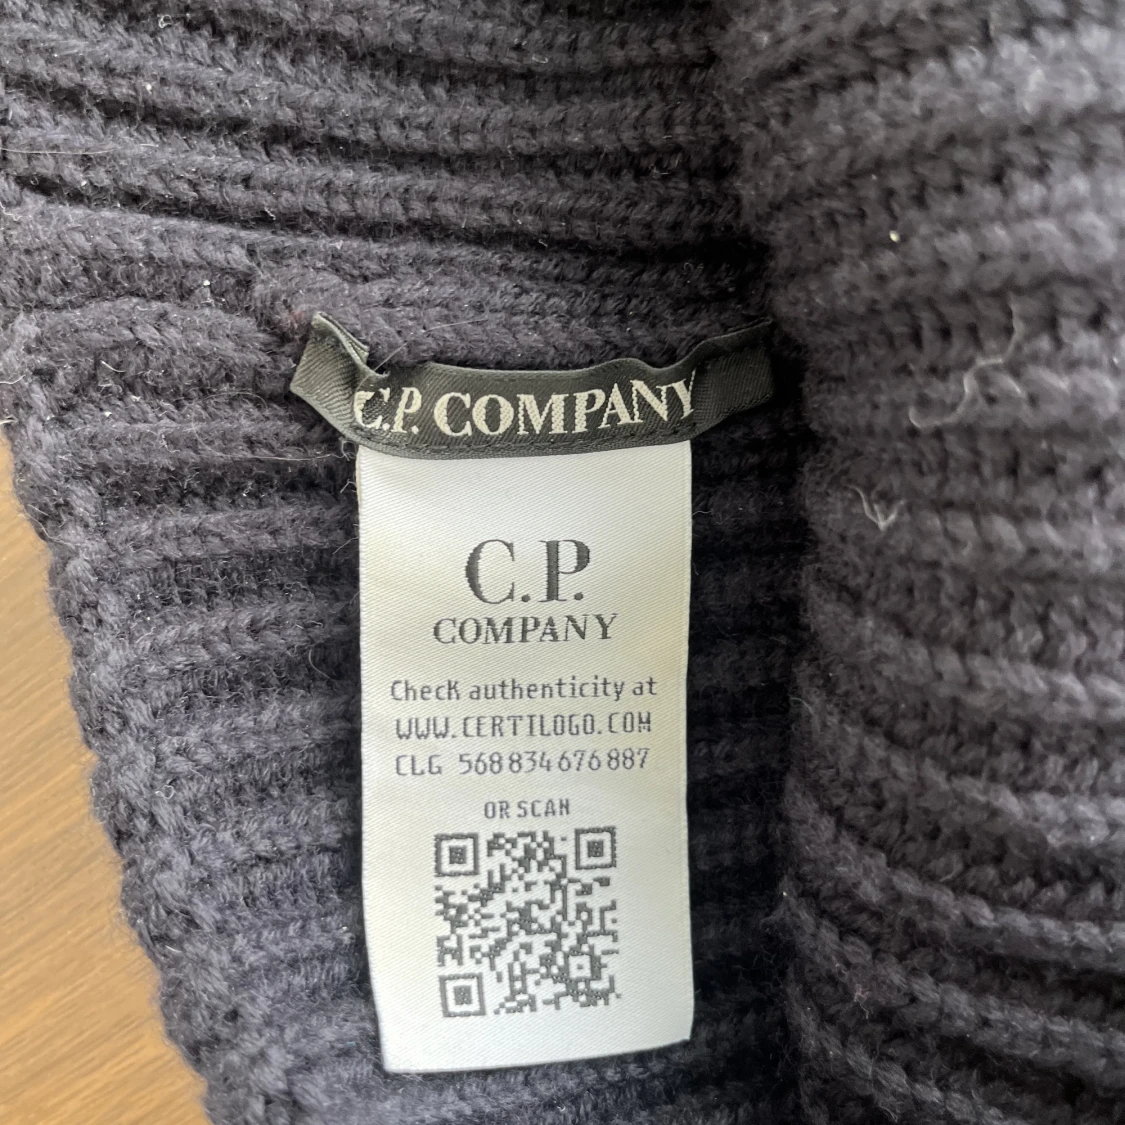 C.P. COMPANY
C.P.
COMPANY
Check authenticity at
WWW.CERTILOGO.COM
CLG 568 834 676 887
OR SCAN